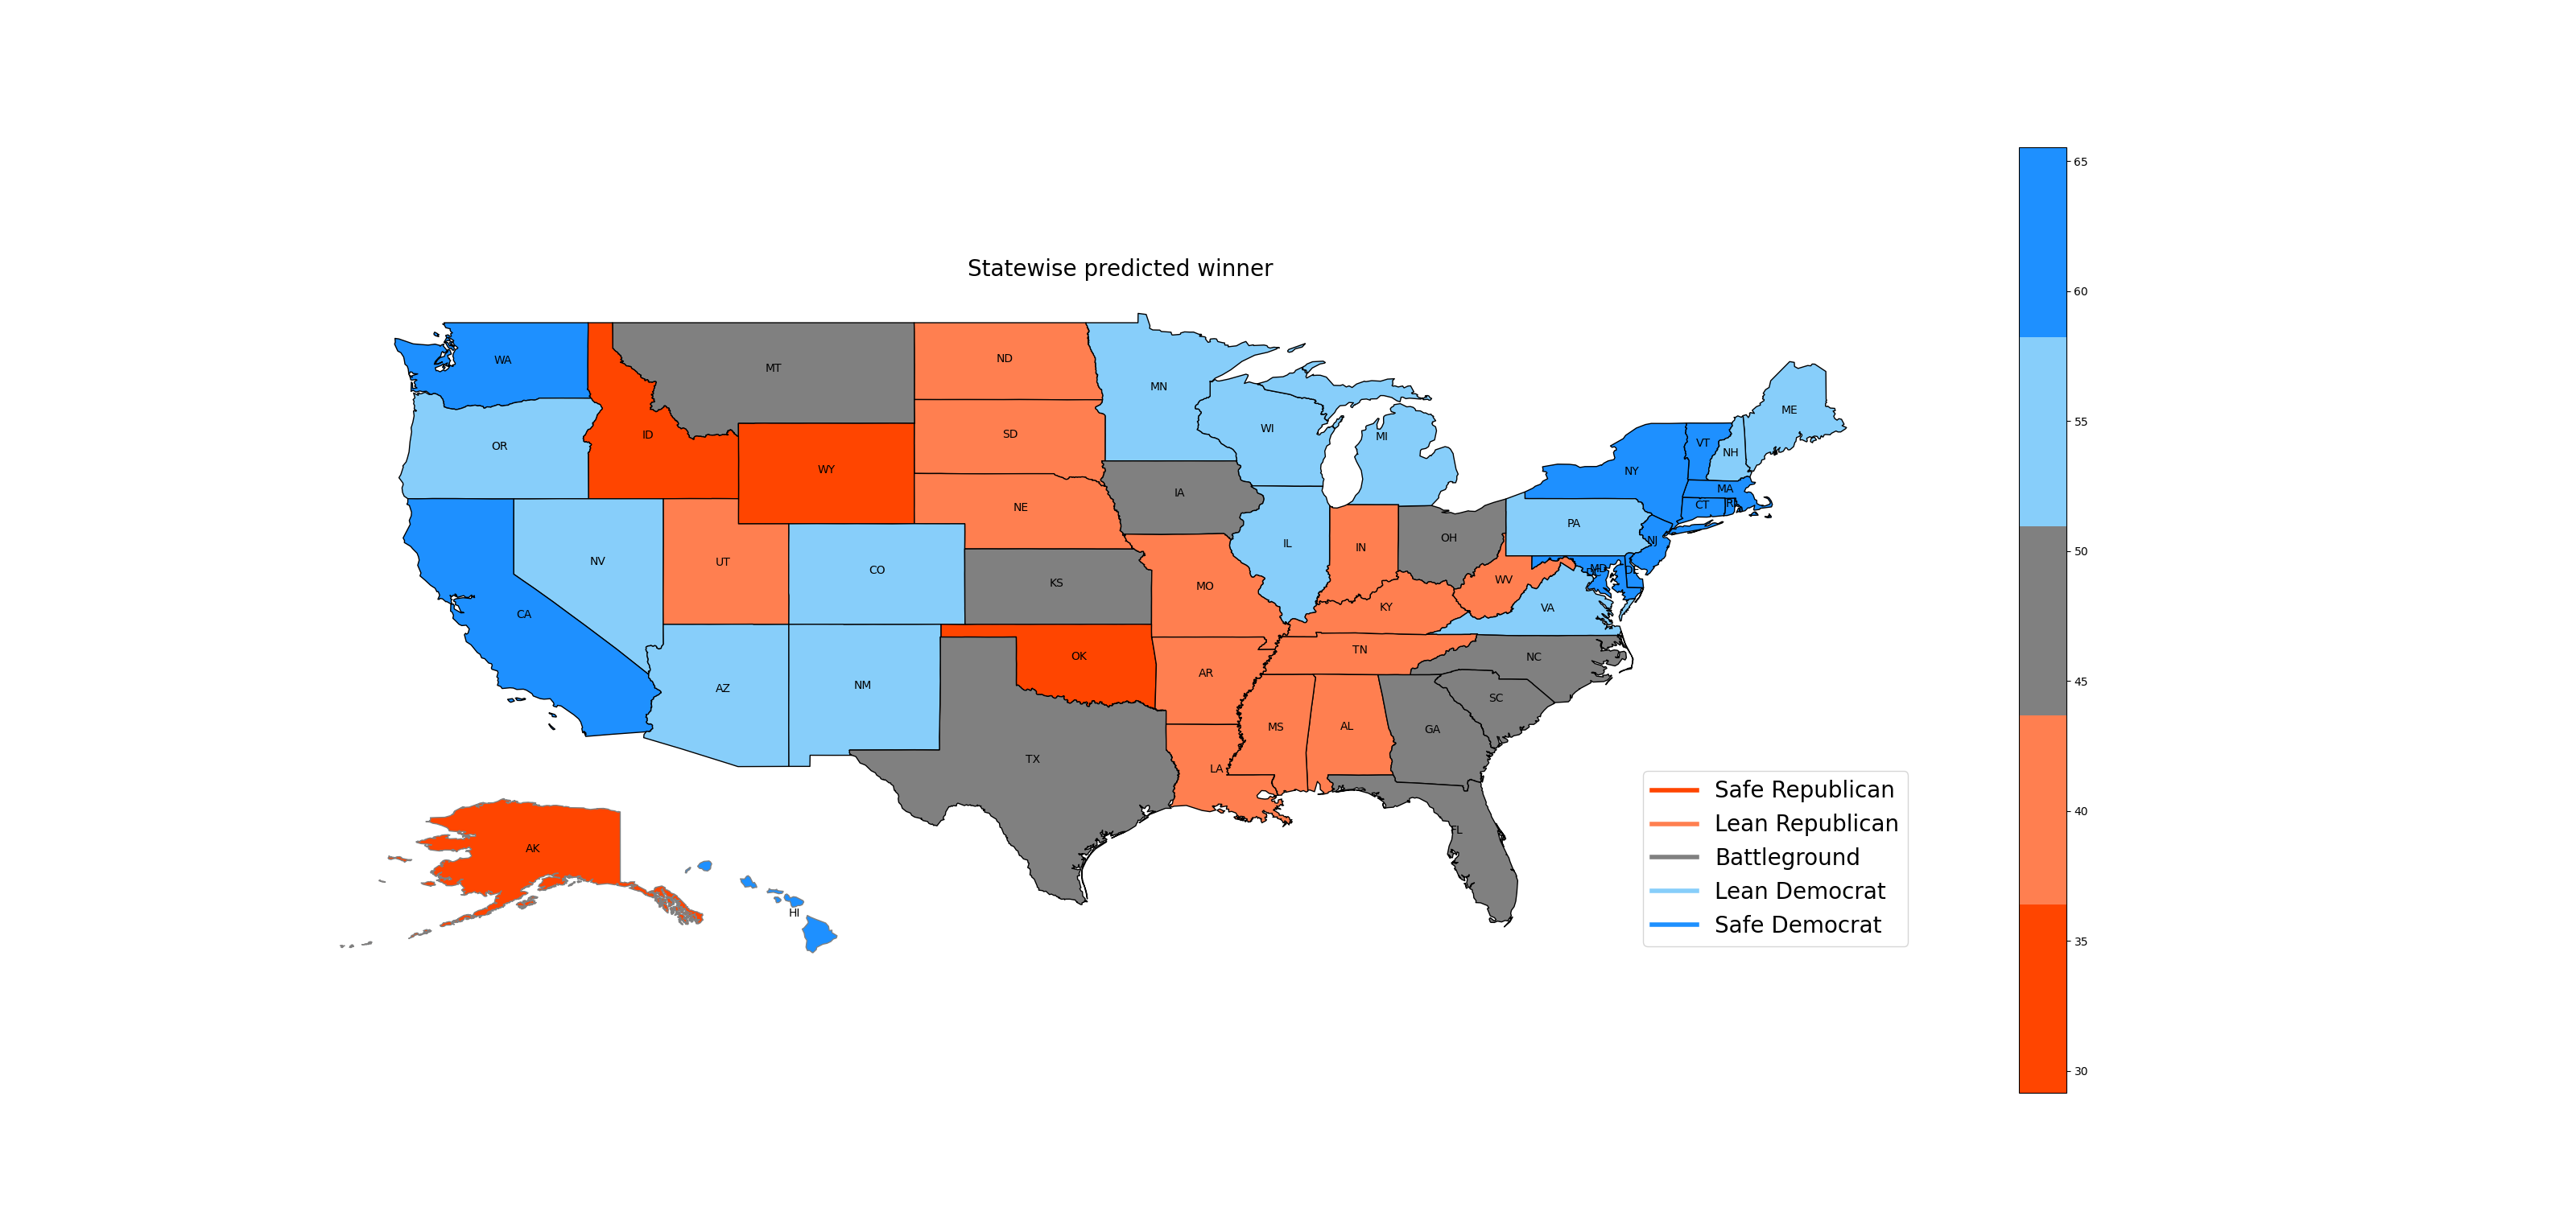 Statewise predicted winner
WA
MT
ND
MN
ME
OR
ID
SD
WI
MI
VT
NH
WY
NY
MA
CT
RI
NE
IA
PA
NV
UT
CO
KS
IL
IN
OH
NJ
MD
DE
DC
WV
VA
CA
MO
KY
AZ
NM
OK
TN
NC
AR
SC
TX
LA
MS
AL
GA
FL
AK
HI
Safe Republican
Lean Republican
Battleground
Lean Democrat
Safe Democrat
65
60
55
50
45
40
35
30